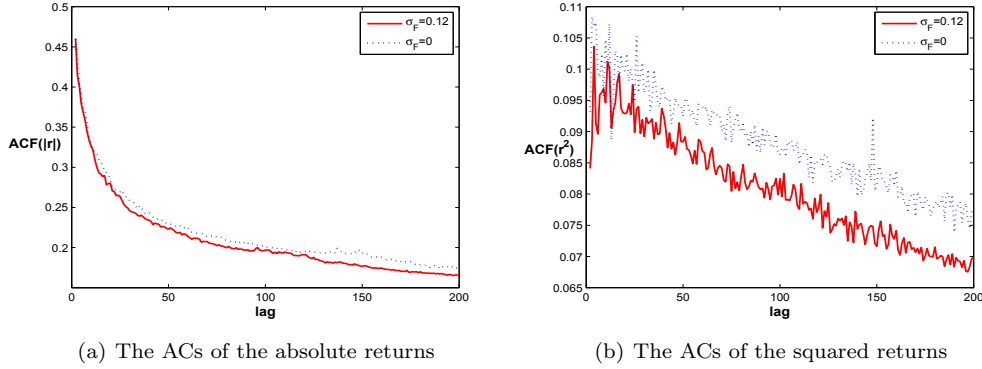 0.5
0.45
0.4
0.35
0.3
0.25
0.2
ACF(|r|)
0 50 100 150 200
lag
σF=0.12
σF=0
(a) The ACs of the absolute returns
0.11
0.105
0.1
0.095
0.09
0.085
0.08
0.075
0.07
0.065
ACF(r²)
0 50 100 150 200
lag
σF=0.12
σF=0
(b) The ACs of the squared returns